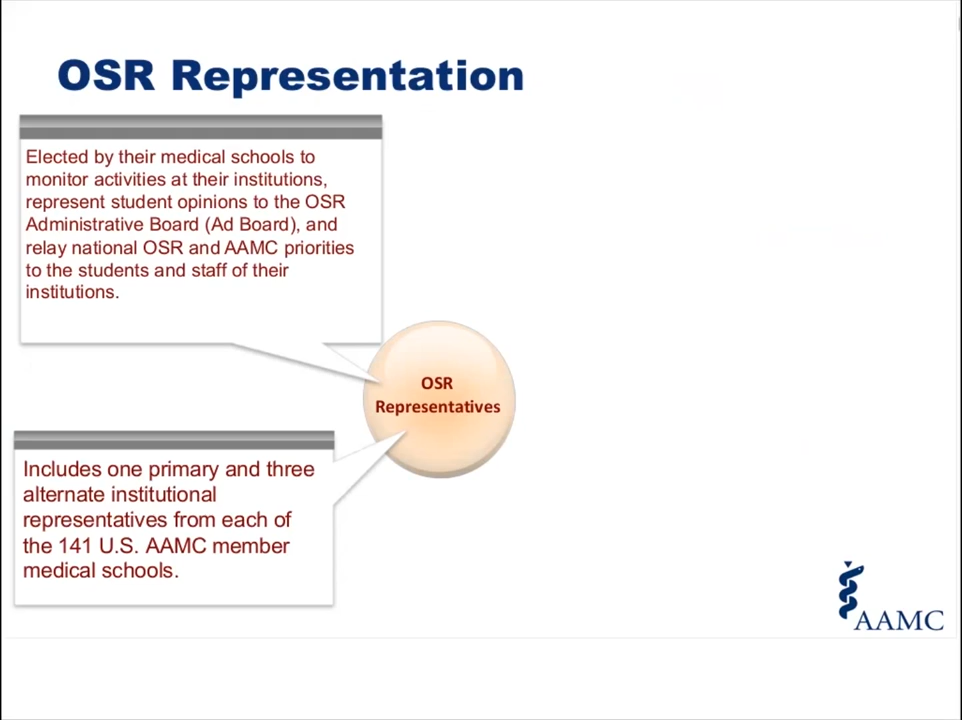 OSR Representation
Elected by their medical schools to
monitor activities at their institutions,
represent student opinions to the OSR
Administrative Board (Ad Board), and
relay national OSR and AAMC priorities
to the students and staff of their
institutions.
OSR
Representatives
Includes one primary and three
alternate institutional
representatives from each of
the 141 U.S. AAMC member
medical schools.
AAMC